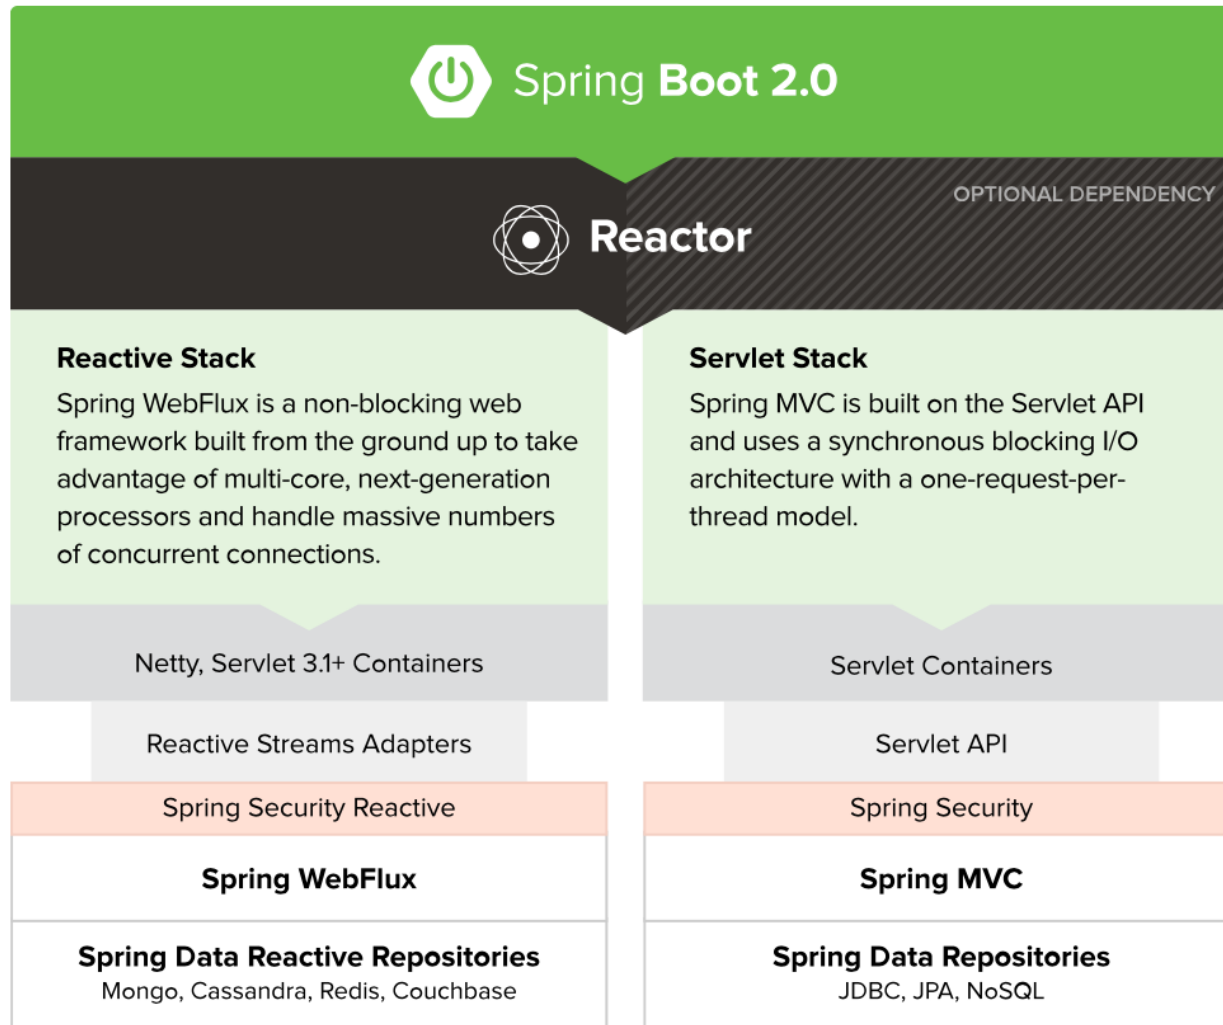 Spring Boot 2.0
OPTIONAL DEPENDENCY
Reactor
Reactive Stack
Spring WebFlux is a non-blocking web
framework built from the ground up to take
advantage of multi-core, next-generation
processors and handle massive numbers
of concurrent connections.
Servlet Stack
Spring MVC is built on the Servlet API
and uses a synchronous blocking I/O
architecture with a one-request-per-
thread model.
Netty, Servlet 3.1+ Containers
Servlet Containers
Reactive Streams Adapters
Servlet API
Spring Security Reactive
Spring Security
Spring WebFlux
Spring MVC
Spring Data Reactive Repositories
Mongo, Cassandra, Redis, Couchbase
Spring Data Repositories
JDBC, JPA, NoSQL